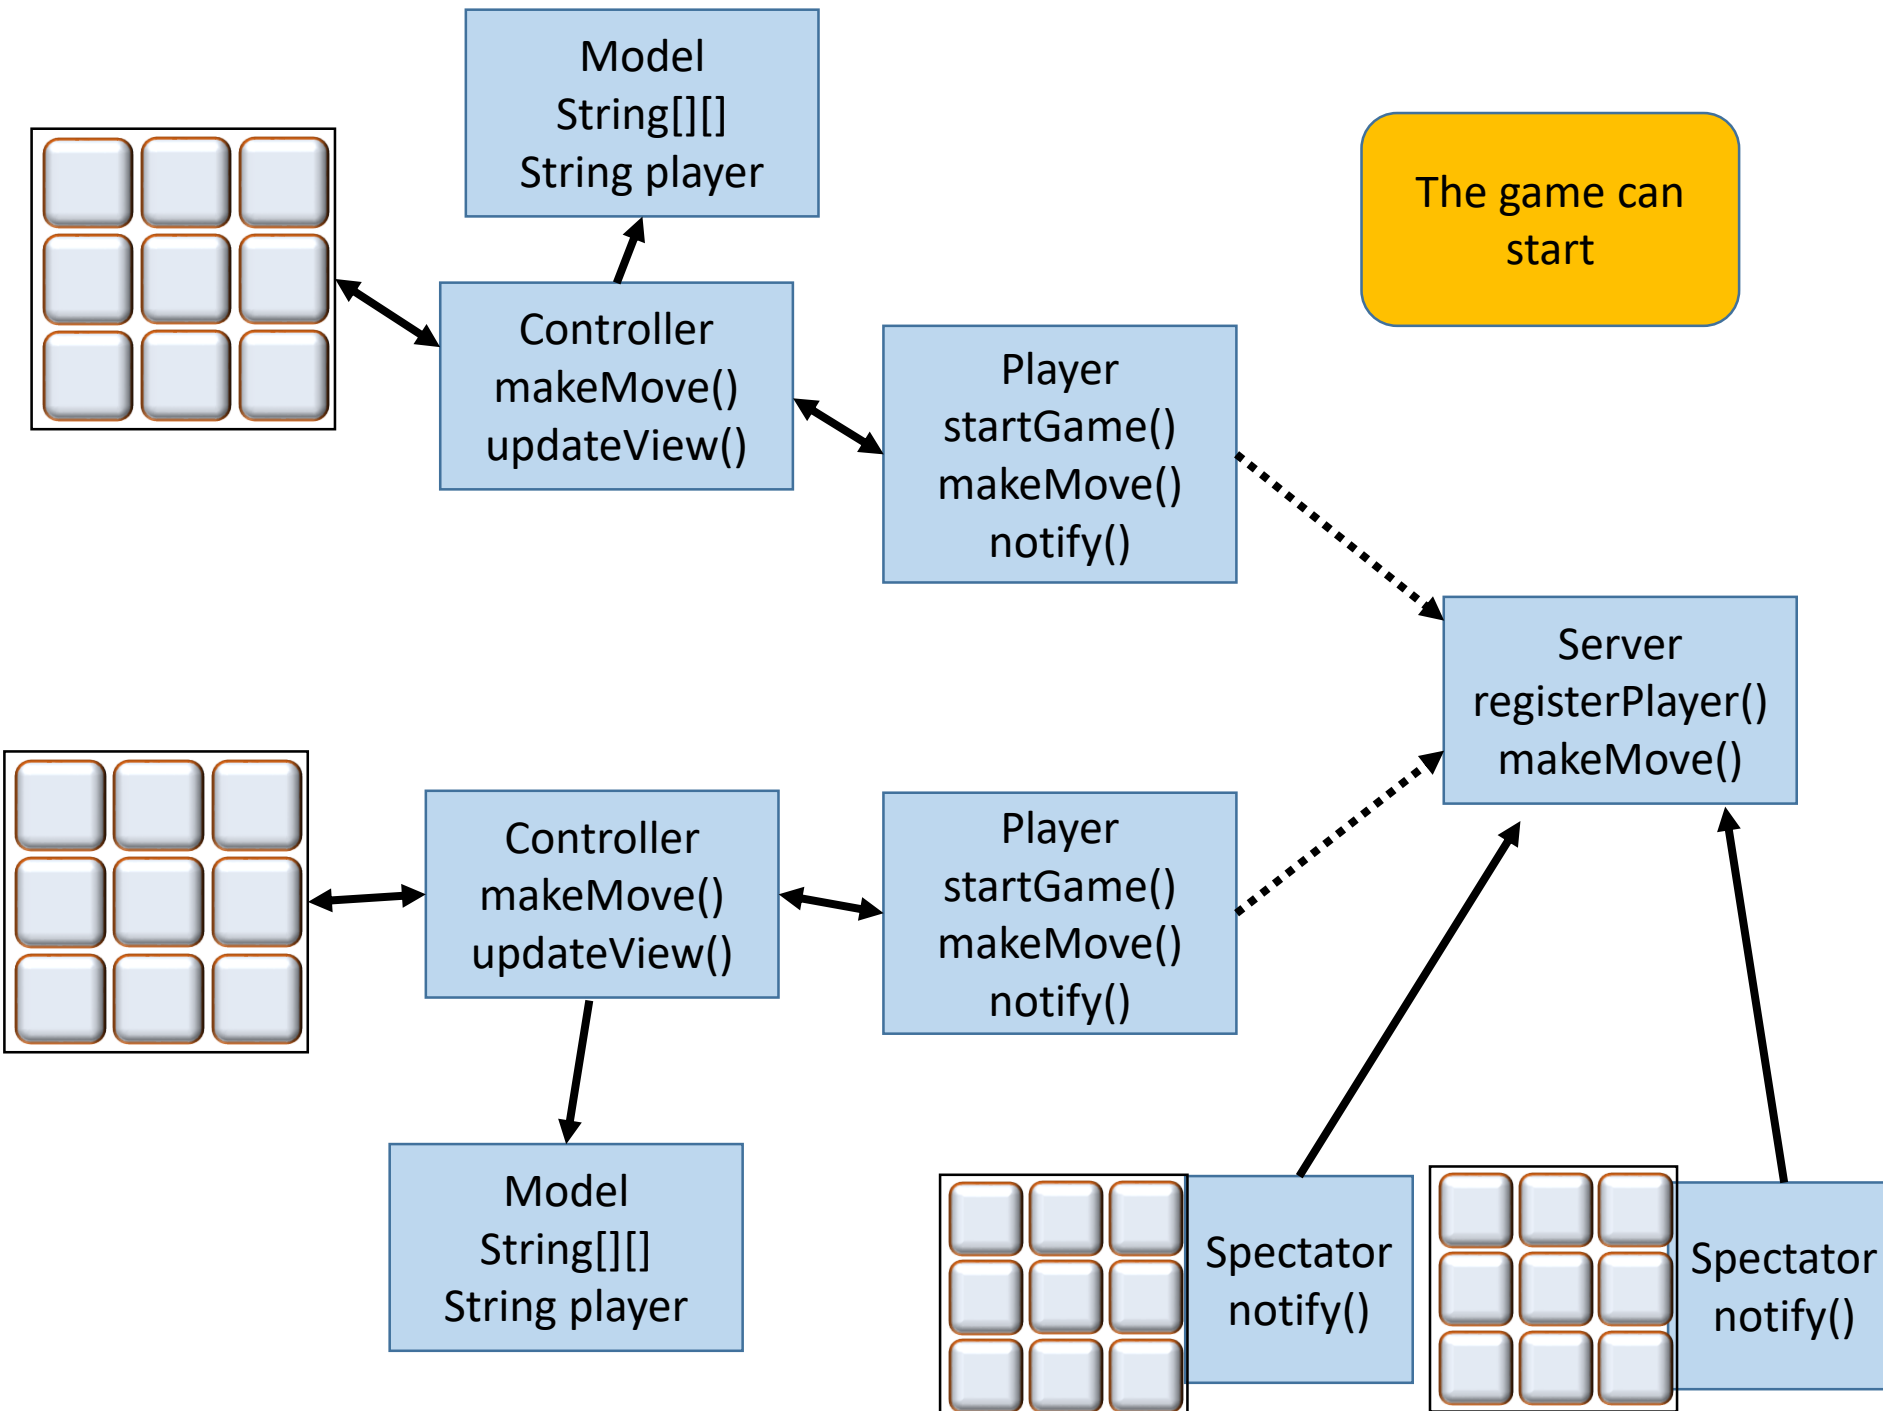 Model
String[][]
String player
The game can
start
Controller
makeMove()
updateView()
Player
startGame()
makeMove()
notify()
Server
registerPlayer()
makeMove()
Controller
makeMove()
updateView()
Player
startGame()
makeMove()
notify()
Model
String[][]
String player
Spectator
notify()
Spectator
notify()